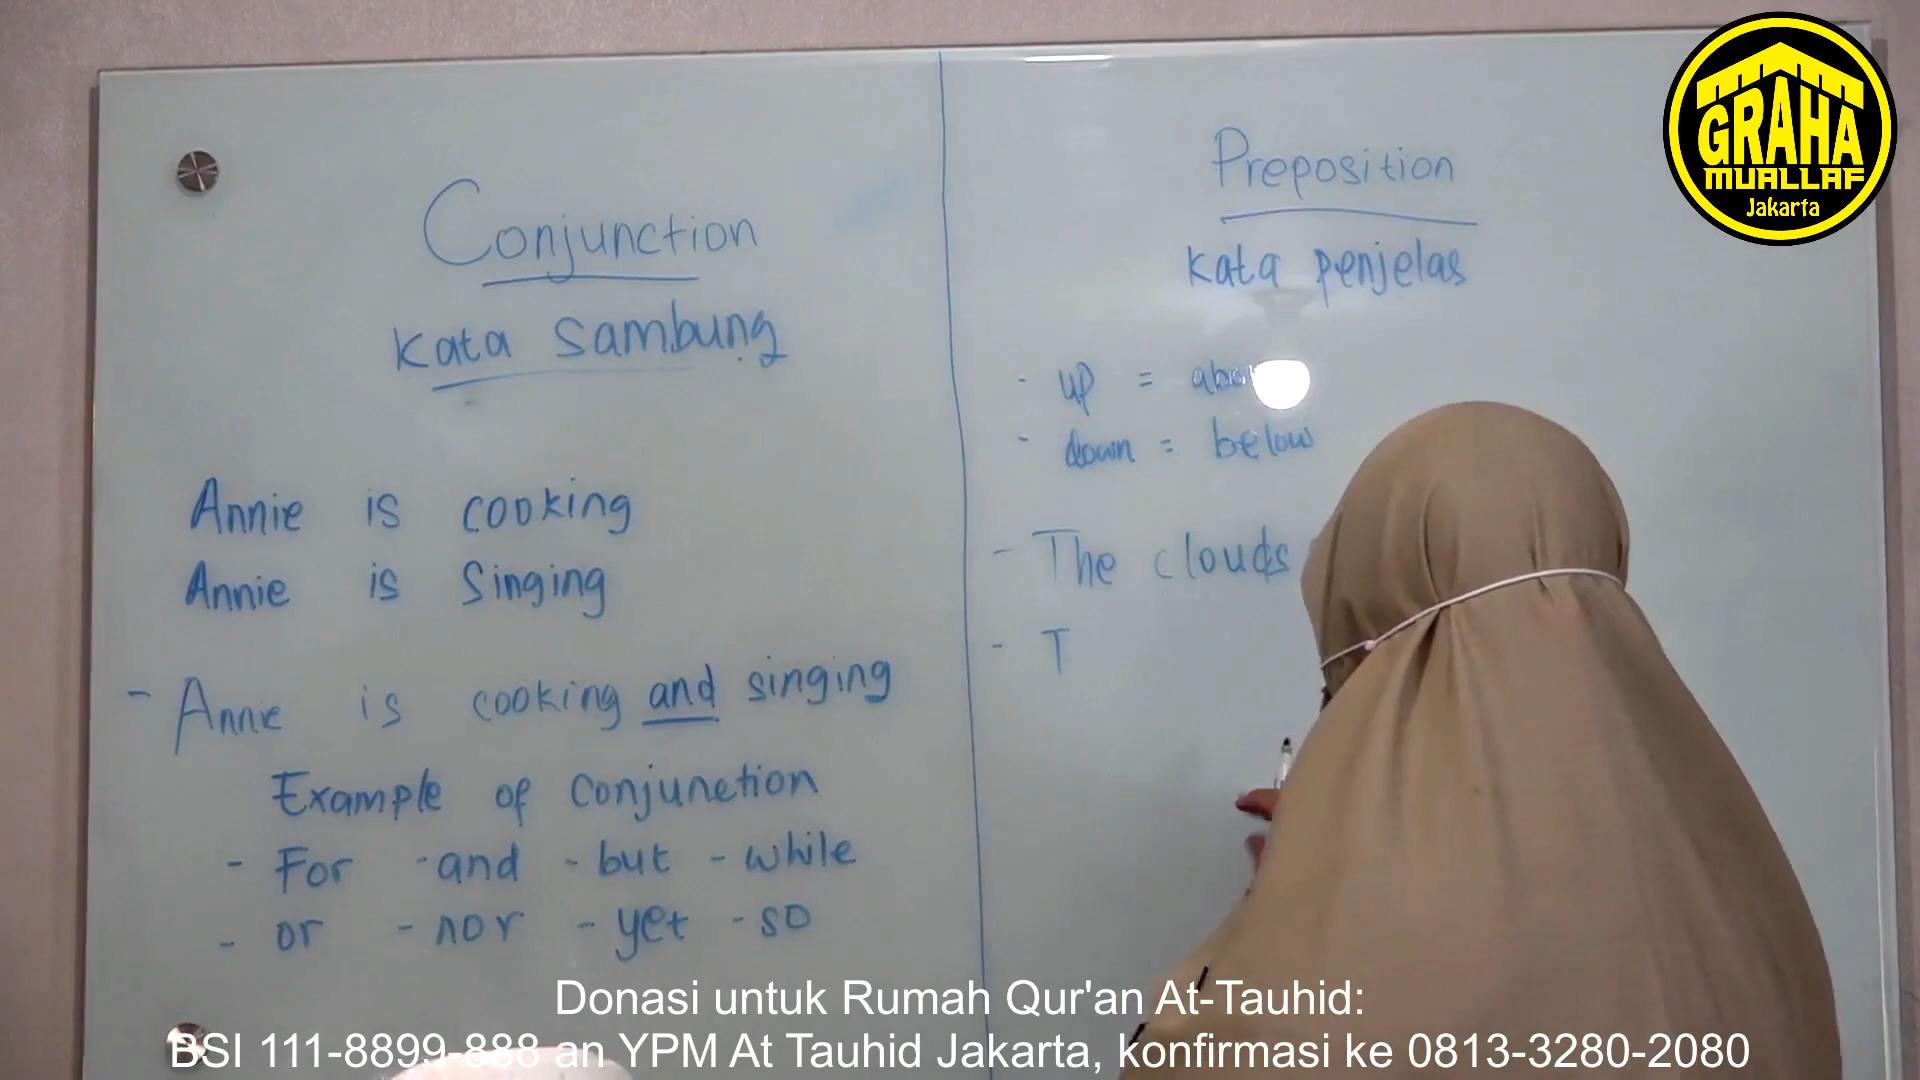 Conjunction
Kata Sambung
Annie is cooking
Annie is Singing
- Annie is cooking and singing
Example of Conjunction
- For - and - but - while
- or - nor - yet - so
Preposition
Kata penjelas
- up =
- down = below
- The clouds
- T
GRAHA
MUALLAF
Jakarta
Donasi untuk Rumah Qur'an At-Tauhid:
BSI 111-8899-888 an YPM At Tauhid Jakarta, konfirmasi ke 0813-3280-2080